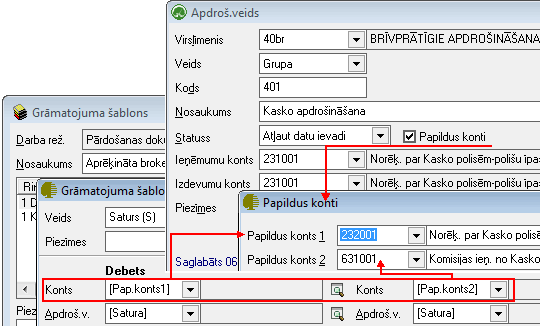 Apdroš.veids
Virslīmenis 40br BRĪVPRĀTĪGIE APDROŠINĀŠANA
Veids Grupa
Kods 401
Nosaukums Kasko apdrošināšana
Statuss Atļaut datu ievadi Papildus konti
Ieņēmumu konts 231001 Norēķ. par Kasko polisēm-polišu īpaš
Izdevumu konts 231001 Norēķ. par Kasko polisēm-polišu īpaš
Piezīmes
Saglabāts 06
Grāmatojuma šablons
Darba rež. Pārdošanas doku
Nosaukums Aprēķināta broke
1 D
1 K
Grāmatojuma šablo
Veids Saturs (S)
Piezīmes
Papildus konti
Papildus konts 1 232001 Norēķ. par Kasko polisē
Papildus konts 2 631001 Komisijas ieņ. no Kasko
Debets
Konts [Pap.konts1] Konts [Pap.konts2]
Apdroš.v. [Satura] Apdroš.v. [Satura]